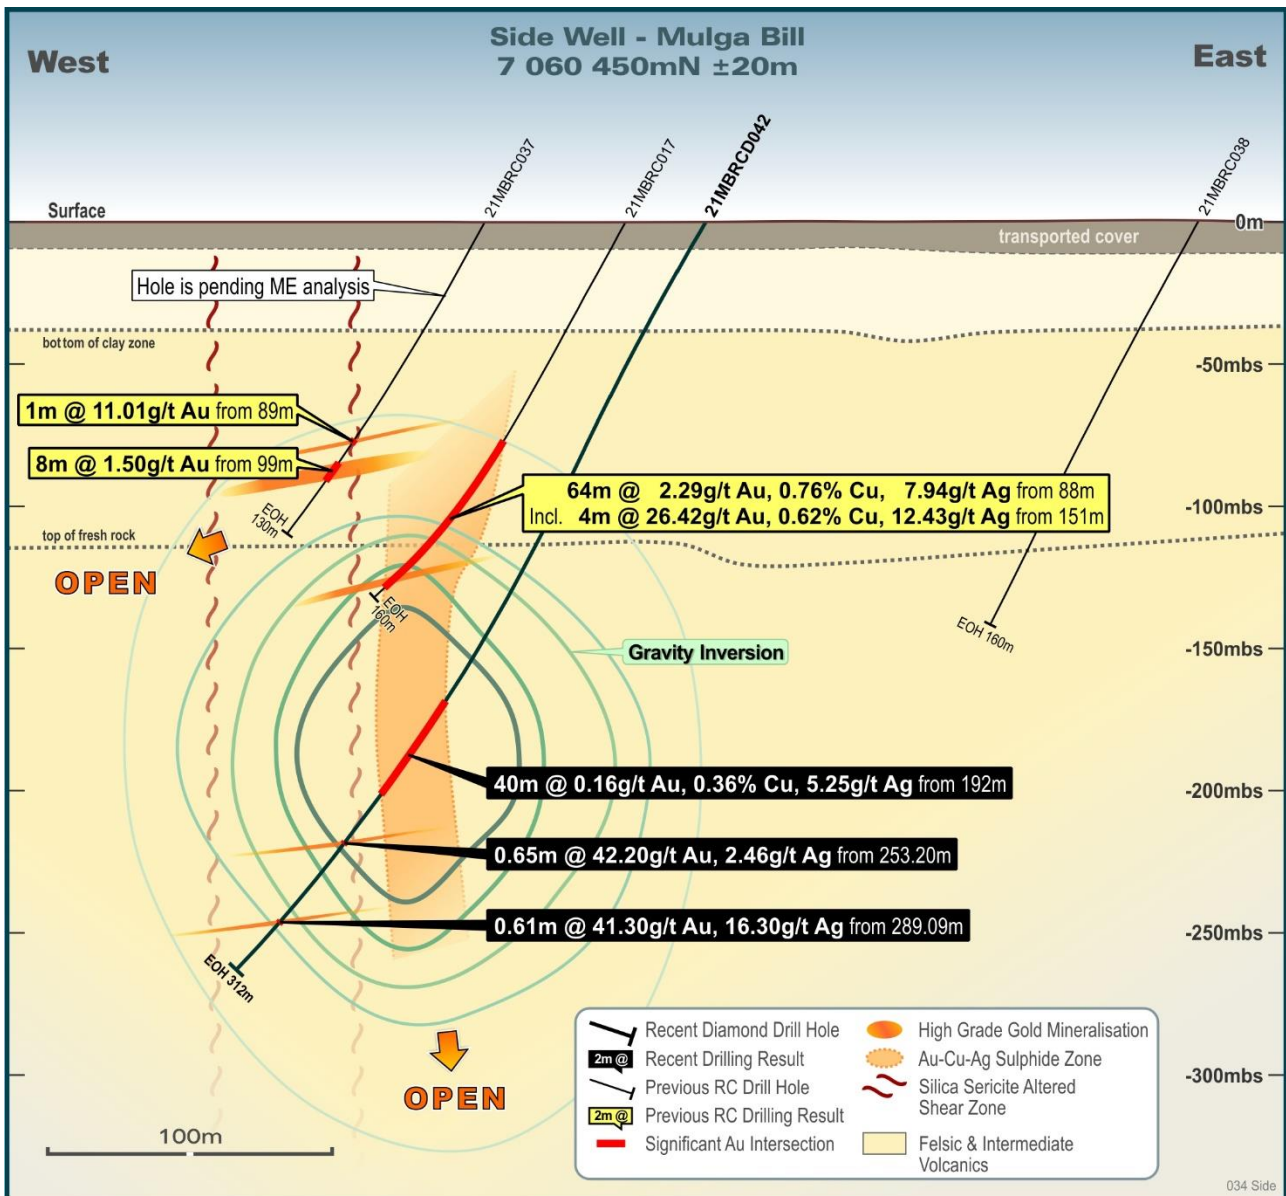 Side Well - Mulga Bill
7 060 450mN ±20m
West
East
21MBRC037
21MBRC017
21MBRCD042
21MBRC038
Surface
0m
transported cover
Hole is pending ME analysis
bottom of clay zone
-50mbs
1m @ 11.01g/t Au from 89m
8m @ 1.50g/t Au from 99m
64m @ 2.29g/t Au, 0.76% Cu, 7.94g/t Ag from 88m
Incl. 4m @ 26.42g/t Au, 0.62% Cu, 12.43g/t Ag from 151m
-100mbs
EOH
130m
top of fresh rock
OPEN
EOH
160m
EOH 160m
Gravity Inversion
-150mbs
40m @ 0.16g/t Au, 0.36% Cu, 5.25g/t Ag from 192m
-200mbs
0.65m @ 42.20g/t Au, 2.46g/t Ag from 253.20m
0.61m @ 41.30g/t Au, 16.30g/t Ag from 289.09m
-250mbs
EOH 312m
OPEN
-300mbs
100m
Recent Diamond Drill Hole
2m @
Recent Drilling Result
Previous RC Drill Hole
2m @
Previous RC Drilling Result
Significant Au Intersection
High Grade Gold Mineralisation
Au-Cu-Ag Sulphide Zone
Silica Sericite Altered
Shear Zone
Felsic & Intermediate
Volcanics
034 Side